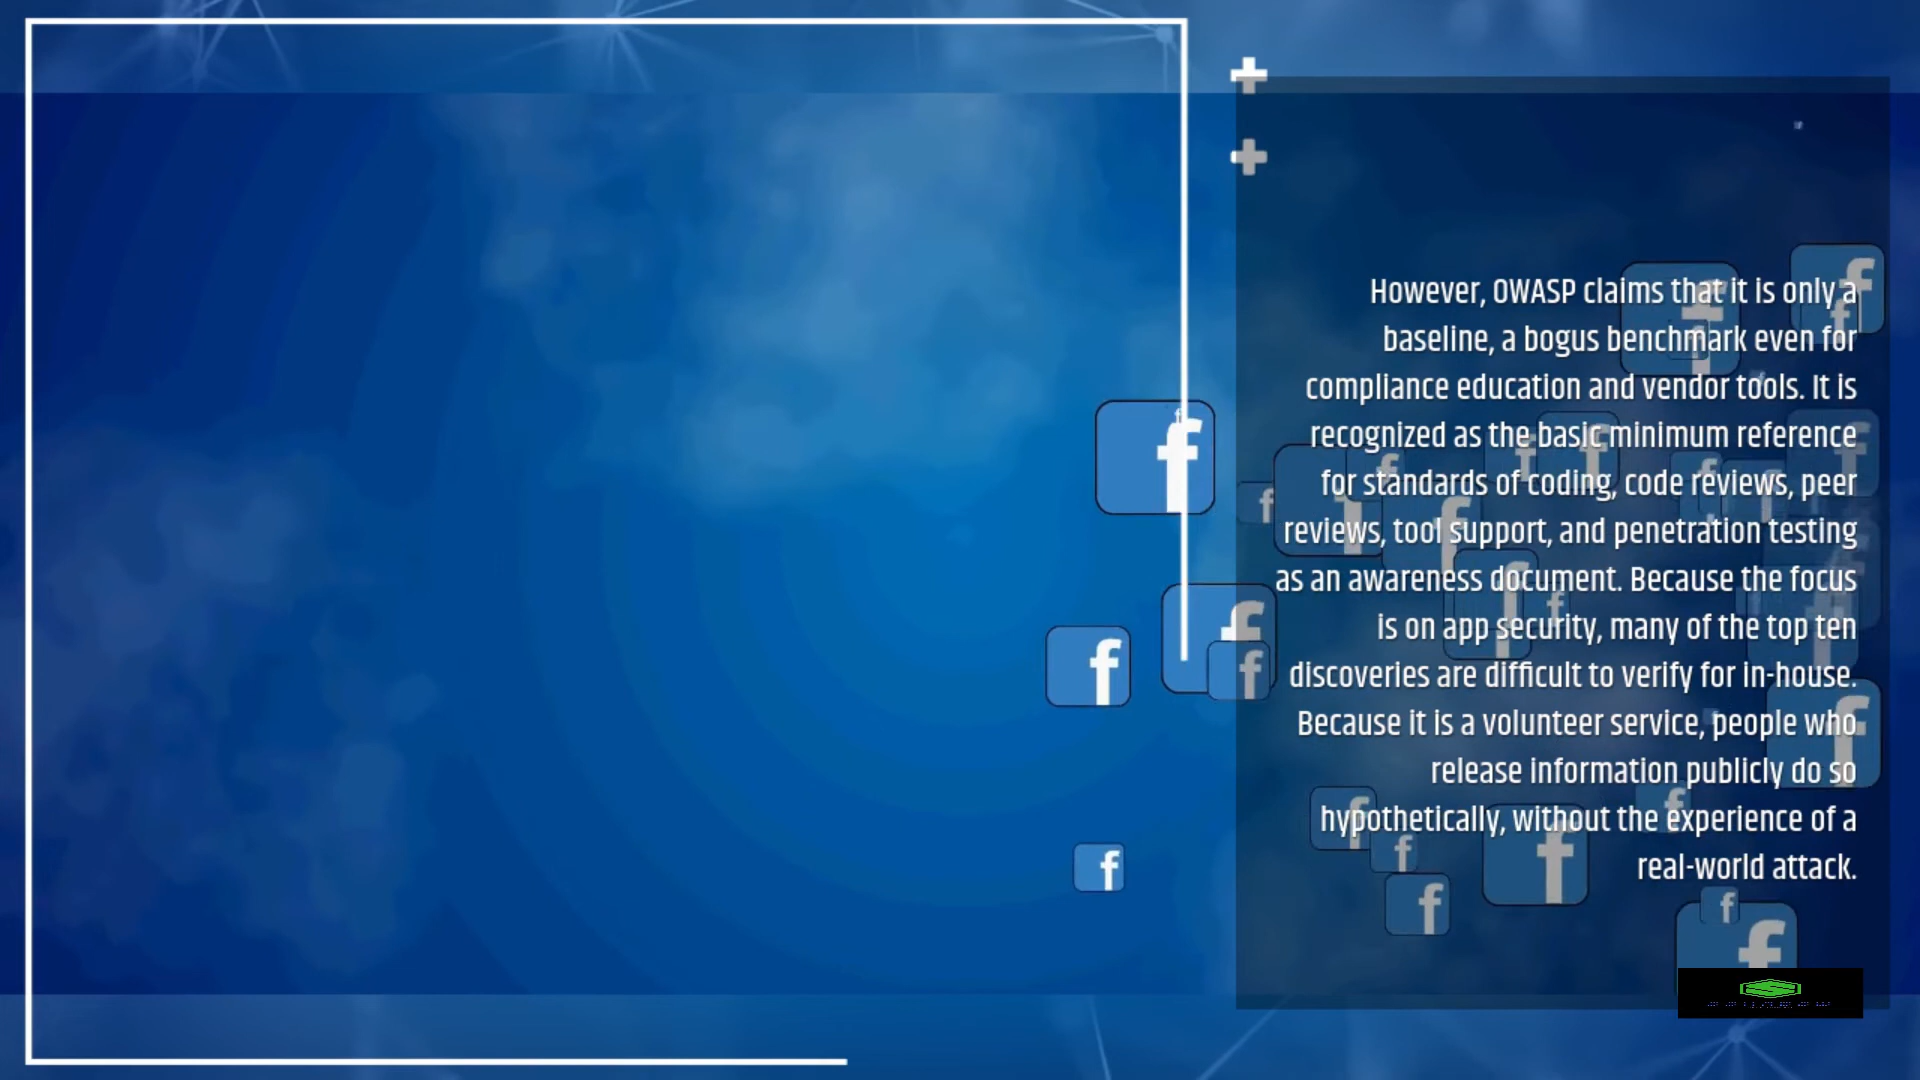 However, OWASP claims that it is only a
baseline, a bogus benchmark even for
compliance education and vendor tools. It is
recognized as the basic minimum reference
for standards of coding, code reviews, peer
reviews, tool support, and penetration testing
as an awareness document. Because the focus
is on app security, many of the top ten
discoveries are difficult to verify for in-house.
Because it is a volunteer service, people who
release information publicly do so
hypothetically, without the experience of a
real-world attack.